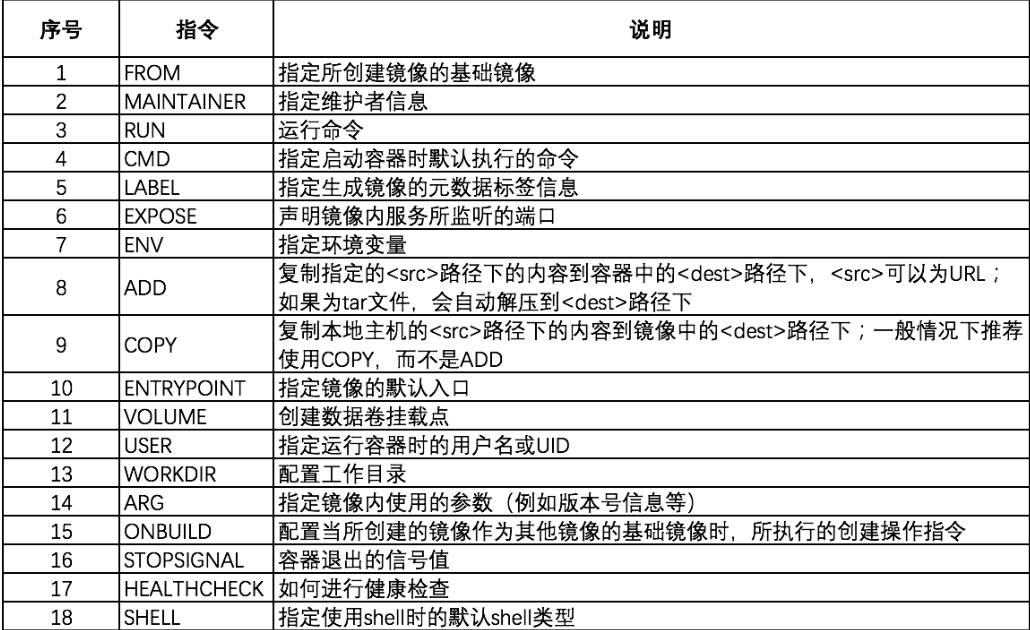 序号 指令 说明
1 FROM 指定所创建镜像的基础镜像
2 MAINTAINER 指定维护者信息
3 RUN 运行命令
4 CMD 指定启动容器时默认执行的命令
5 LABEL 指定生成镜像的元数据标签信息
6 EXPOSE 声明镜像内服务所监听的端口
7 ENV 指定环境变量
8 ADD 复制指定的<src>路径下的内容到容器中的<dest>路径下，<src>可以为URL；
如果为tar文件，会自动解压到<dest>路径下
9 COPY 复制本地主机的<src>路径下的内容到镜像中的<dest>路径下；一般情况下推荐
使用COPY，而不是ADD
10 ENTRYPOINT 指定镜像的默认入口
11 VOLUME 创建数据卷挂载点
12 USER 指定运行容器时的用户名或UID
13 WORKDIR 配置工作目录
14 ARG 指定镜像内使用的参数（例如版本号信息等）
15 ONBUILD 配置当所创建的镜像作为其他镜像的基础镜像时，所执行的创建操作指令
16 STOPSIGNAL 容器退出的信号值
17 HEALTHCHECK 如何进行健康检查
18 SHELL 指定使用shell时的默认shell类型